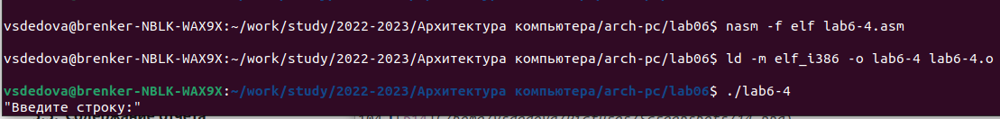 vsdedova@brenker-NBLK-WAX9X:~/work/study/2022-2023/Архитектура компьютера/arch-pc/lab06$ nasm -f elf lab6-4.asm
vsdedova@brenker-NBLK-WAX9X:~/work/study/2022-2023/Архитектура компьютера/arch-pc/lab06$ ld -m elf_i386 -o lab6-4 lab6-4.o
vsdedova@brenker-NBLK-WAX9X:~/work/study/2022-2023/Архитектура компьютера/arch-pc/lab06$ ./lab6-4
"Введите строку:"